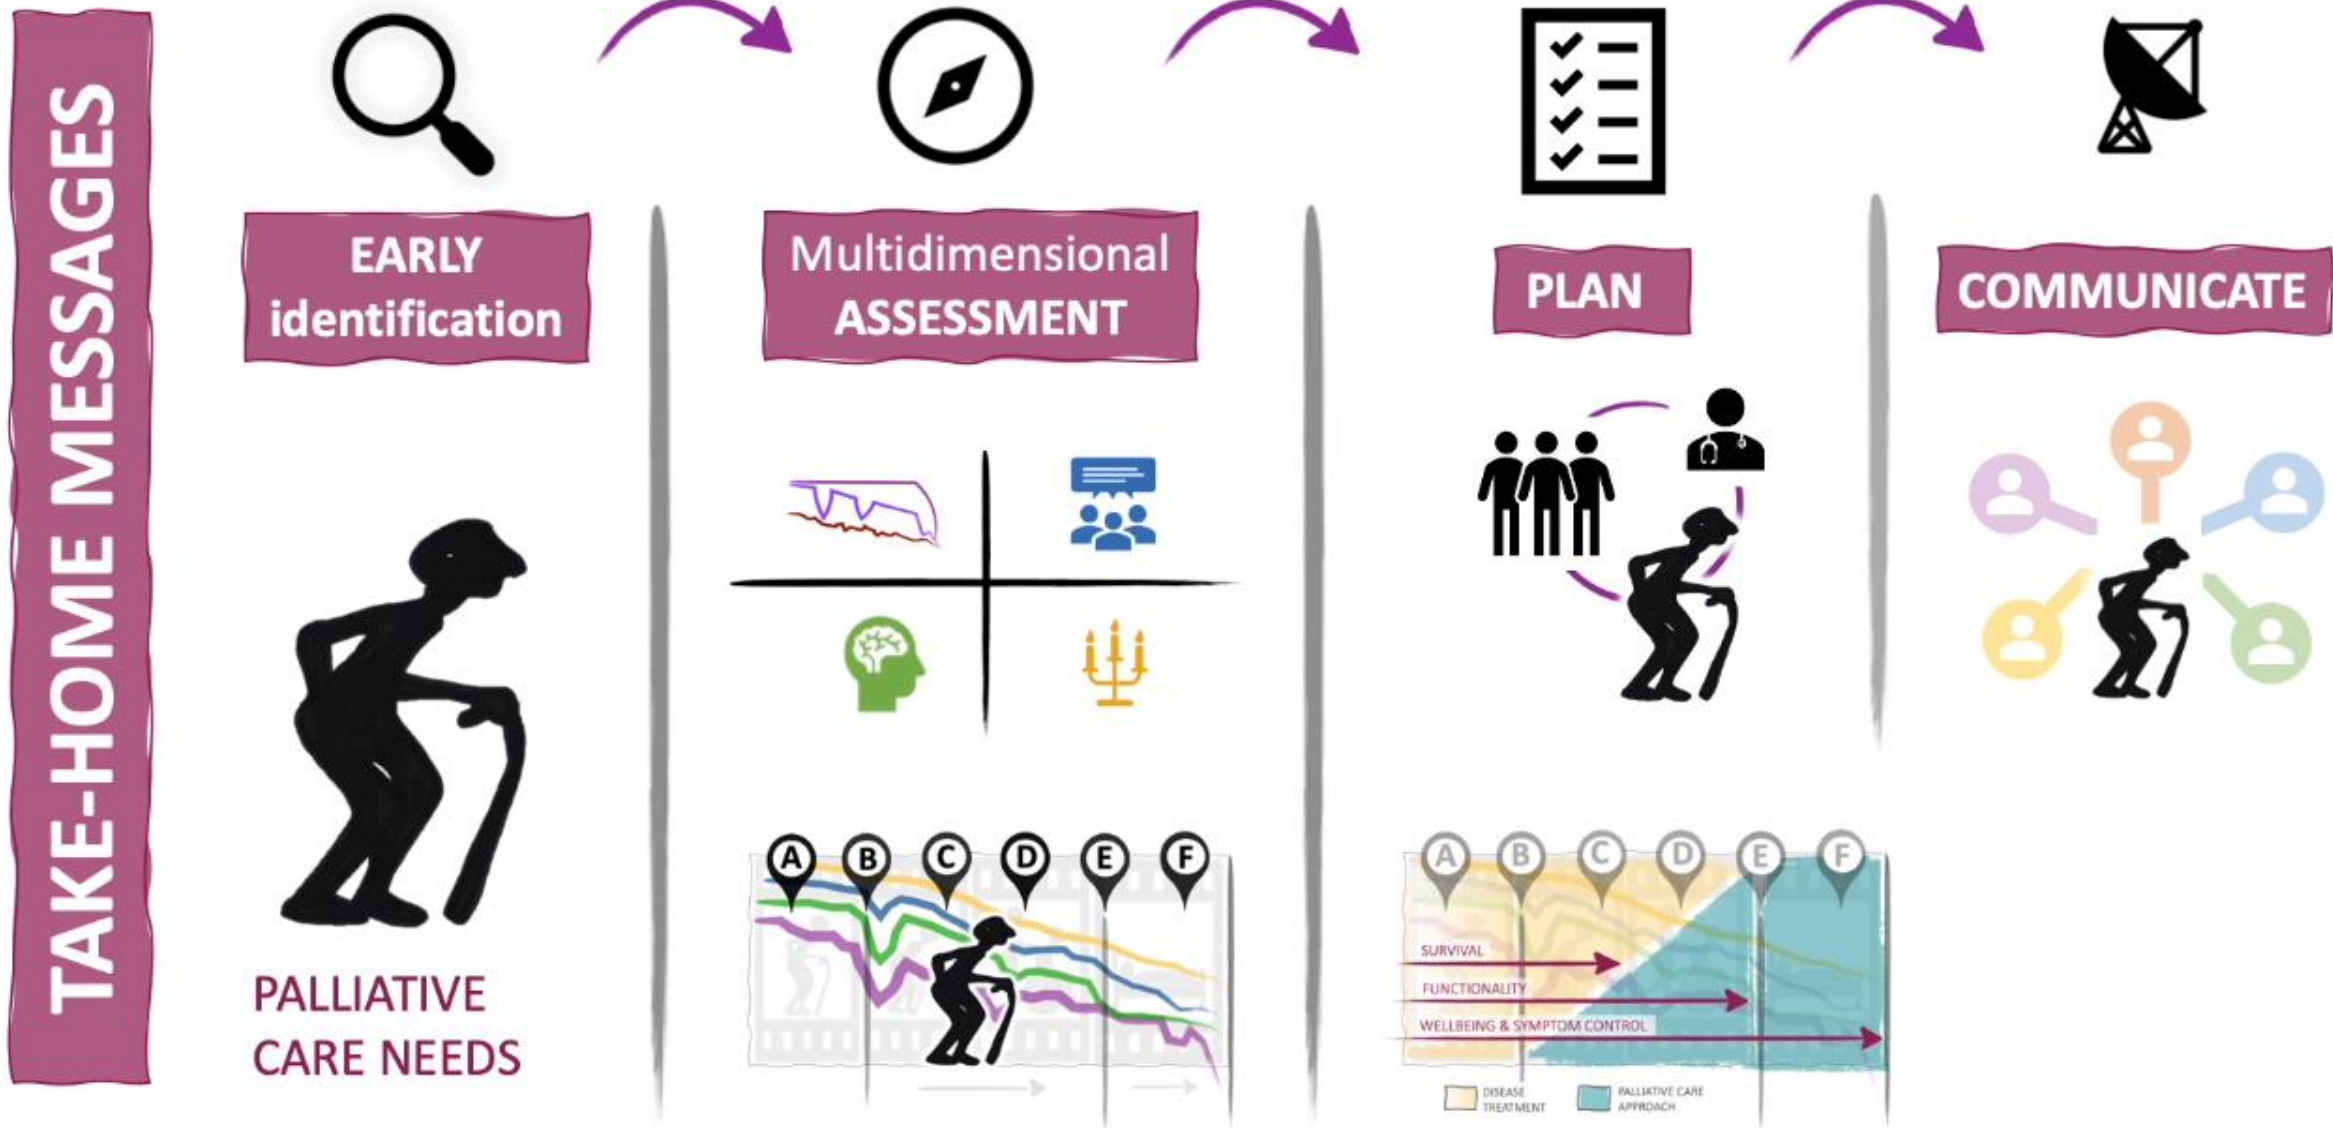 TAKE-HOME MESSAGES
EARLY
identification
PALLIATIVE
CARE NEEDS
Multidimensional
ASSESSMENT
A B C D E F
PLAN
A B C D E F
SURVIVAL
FUNCTIONALITY
WELLBEING & SYMPTOM CONTROL
DISEASE
TREATMENT
PALLIATIVE CARE
APPROACH
COMMUNICATE